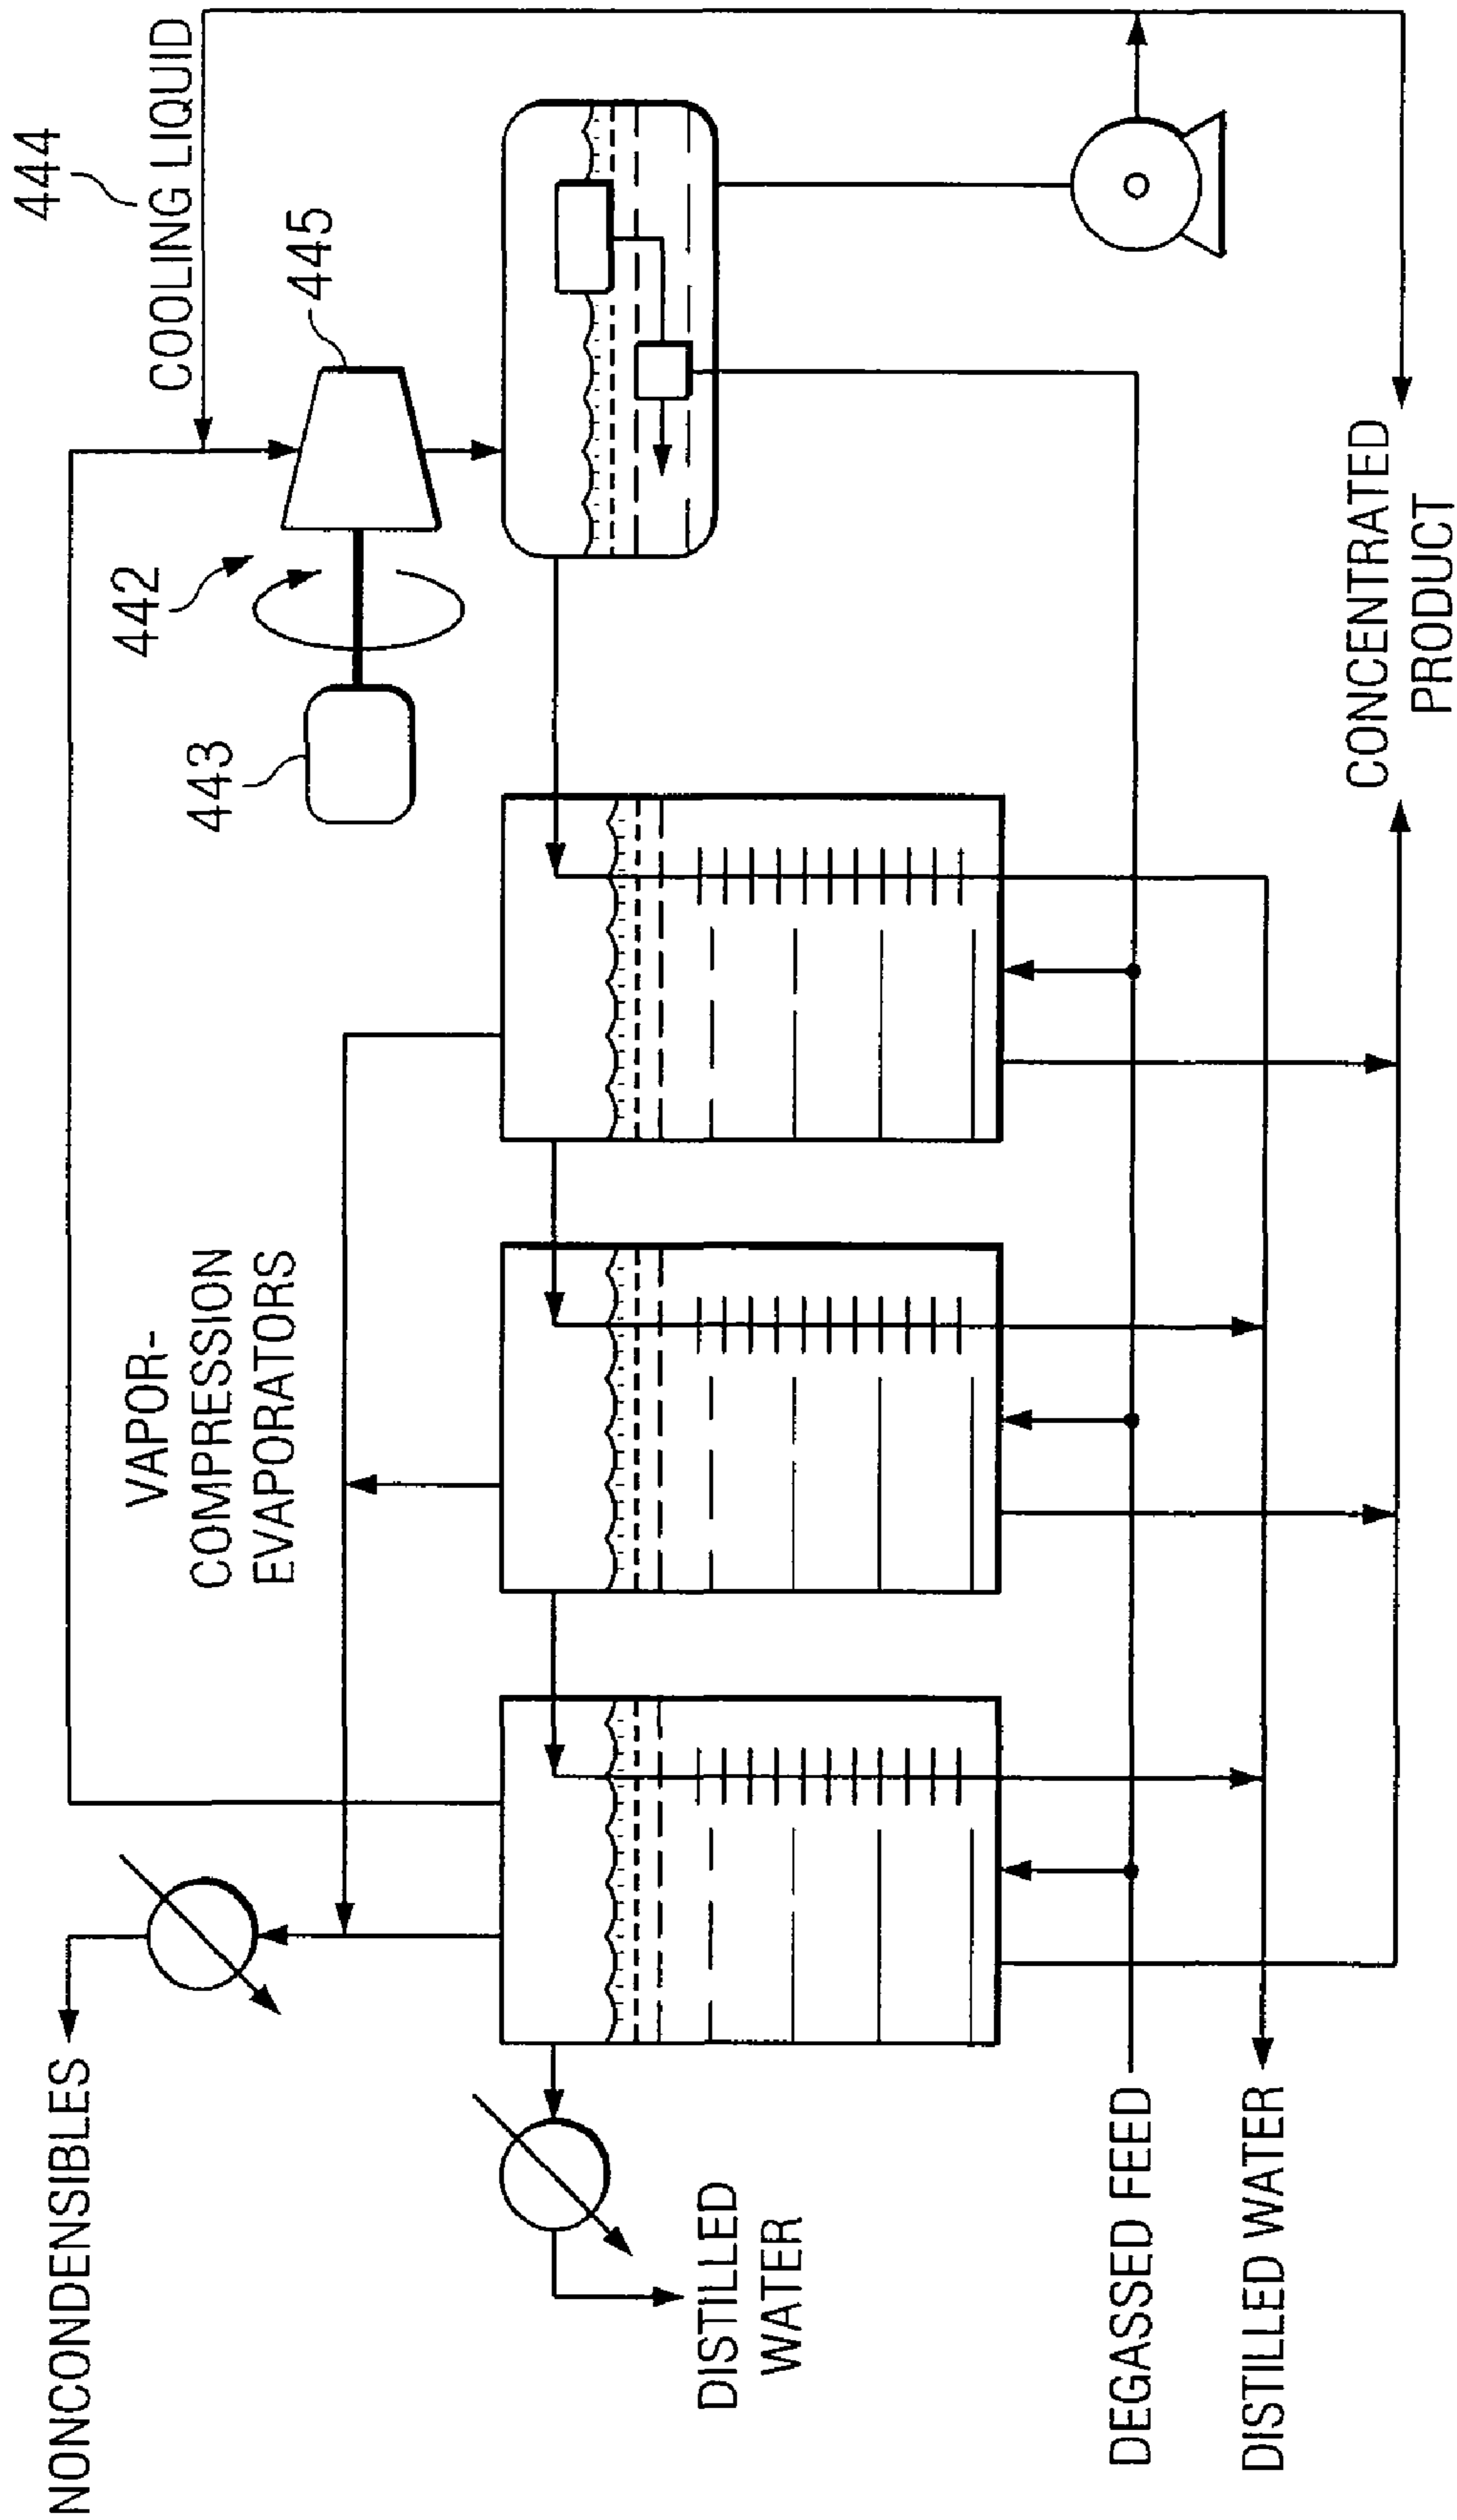 444
COOLING LIQUID
445
442
443
VAPOR-
COMPRESSION
EVAPORATORS
NONCONDENSIBLES
DISTILLED
WATER
DEGASSED FEED
DISTILLED WATER
CONCENTRATED
PRODUCT